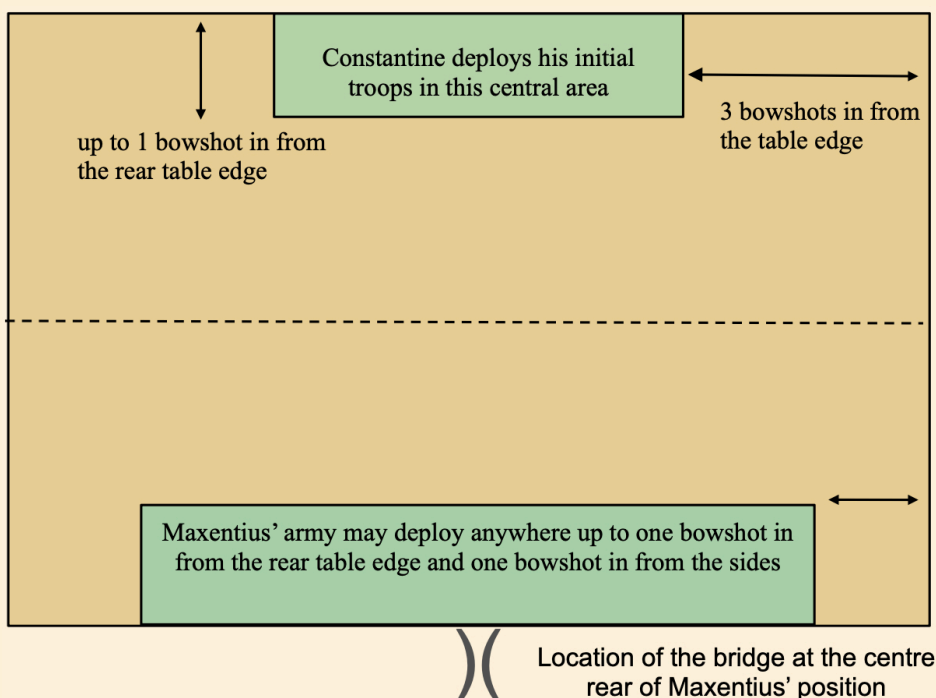 Constantine deploys his initial
troops in this central area
3 bowshots in from
the table edge
up to 1 bowshot in from
the rear table edge
Maxentius’ army may deploy anywhere up to one bowshot in
from the rear table edge and one bowshot in from the sides
Location of the bridge at the centre
rear of Maxentius’ position